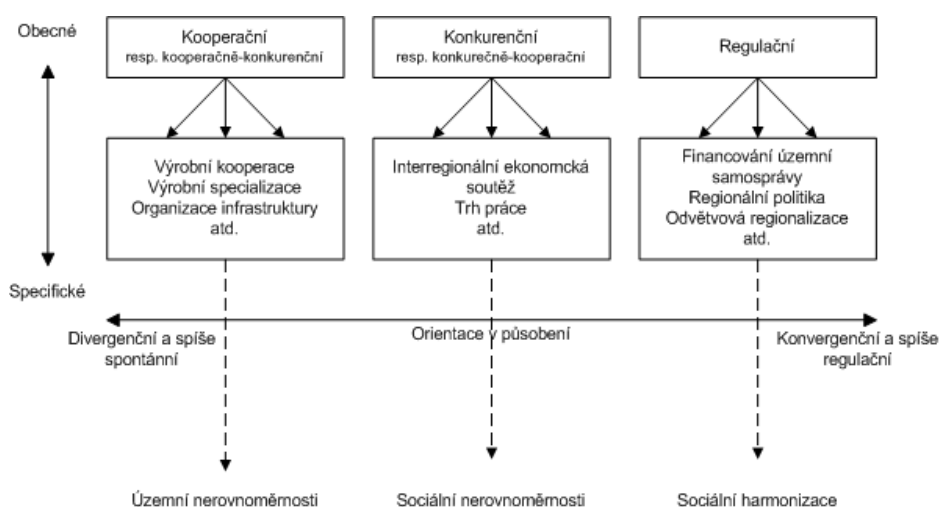 Obecné
Kooperační
resp. kooperačně-konkurenční
Konkurenční
resp. konkurečně-kooperační
Regulační
Výrobní kooperace
Výrobní specializace
Organizace infrastruktury
atd.
Interregionální ekonomcká
soutěž
Trh práce
atd.
Financování územní
samosprávy
Regionální politika
Odvětvová regionalizace
atd.
Specifické
Divergenční a spíše
spontánní
Orientace v působení
Konvergenční a spíše
regulační
Územní nerovnoměrnosti
Sociální nerovnoměrnosti
Sociální harmonizace